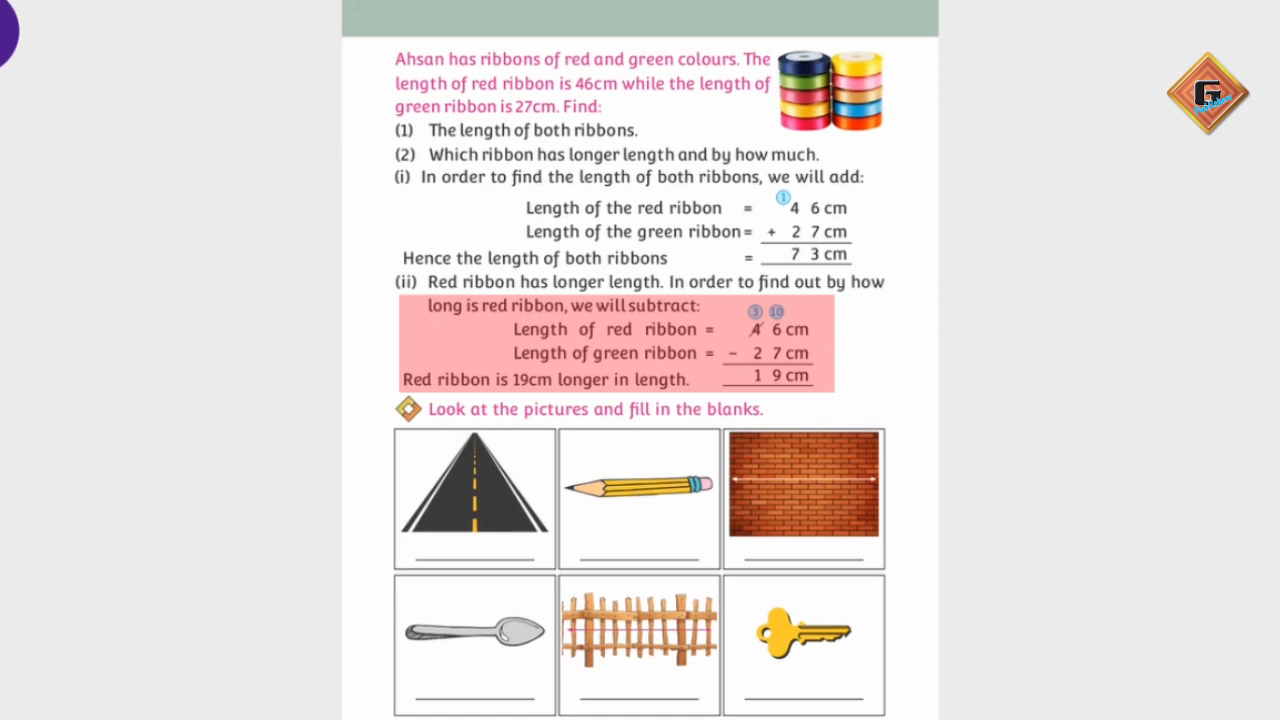 Ahsan has ribbons of red and green colours. The
length of red ribbon is 46cm while the length of
green ribbon is 27cm. Find:
(1) The length of both ribbons.
(2) Which ribbon has longer length and by how much.
(i) In order to find the length of both ribbons, we will add:
1
Length of the red ribbon = 4 6 cm
Length of the green ribbon = + 2 7 cm
Hence the length of both ribbons = 7 3 cm
(ii) Red ribbon has longer length. In order to find out by how
long is red ribbon, we will subtract:
3 10
Length of red ribbon = 4 6 cm
Length of green ribbon = - 2 7 cm
Red ribbon is 19cm longer in length. 1 9 cm
Look at the pictures and fill in the blanks.
G
Publishers